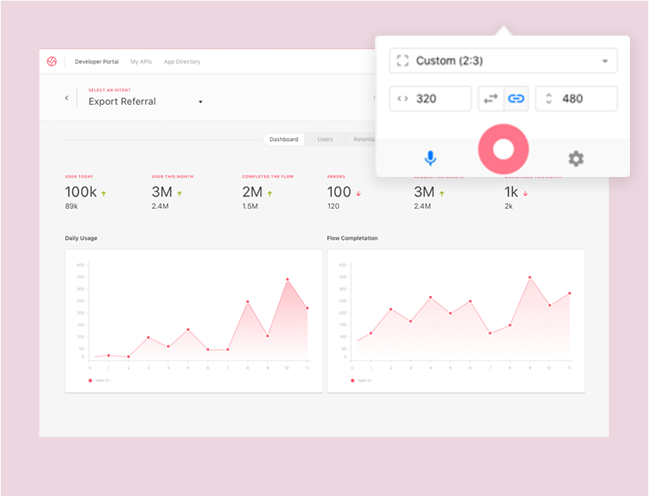 Developer Portal My APIs App Directory
Custom (2:3)
SELECT AN INTENT
Export Referral
320 480
Dashboard Users
USER TODAY USER THIS MONTH COMPLETED THE FLOW ERRORS
100k 3M 2M 100 3M 1k
89k 2.4M 1.5M 120 2.4M 2k
Daily Usage Flow Completation
400 400
350 350
300 300
250 250
200 200
150 150
100 100
50 50
0 0
0 1 2 3 4 5 6 7 8 9 10 11 0 1 2 3 4 5 6 7 8 9 10 11